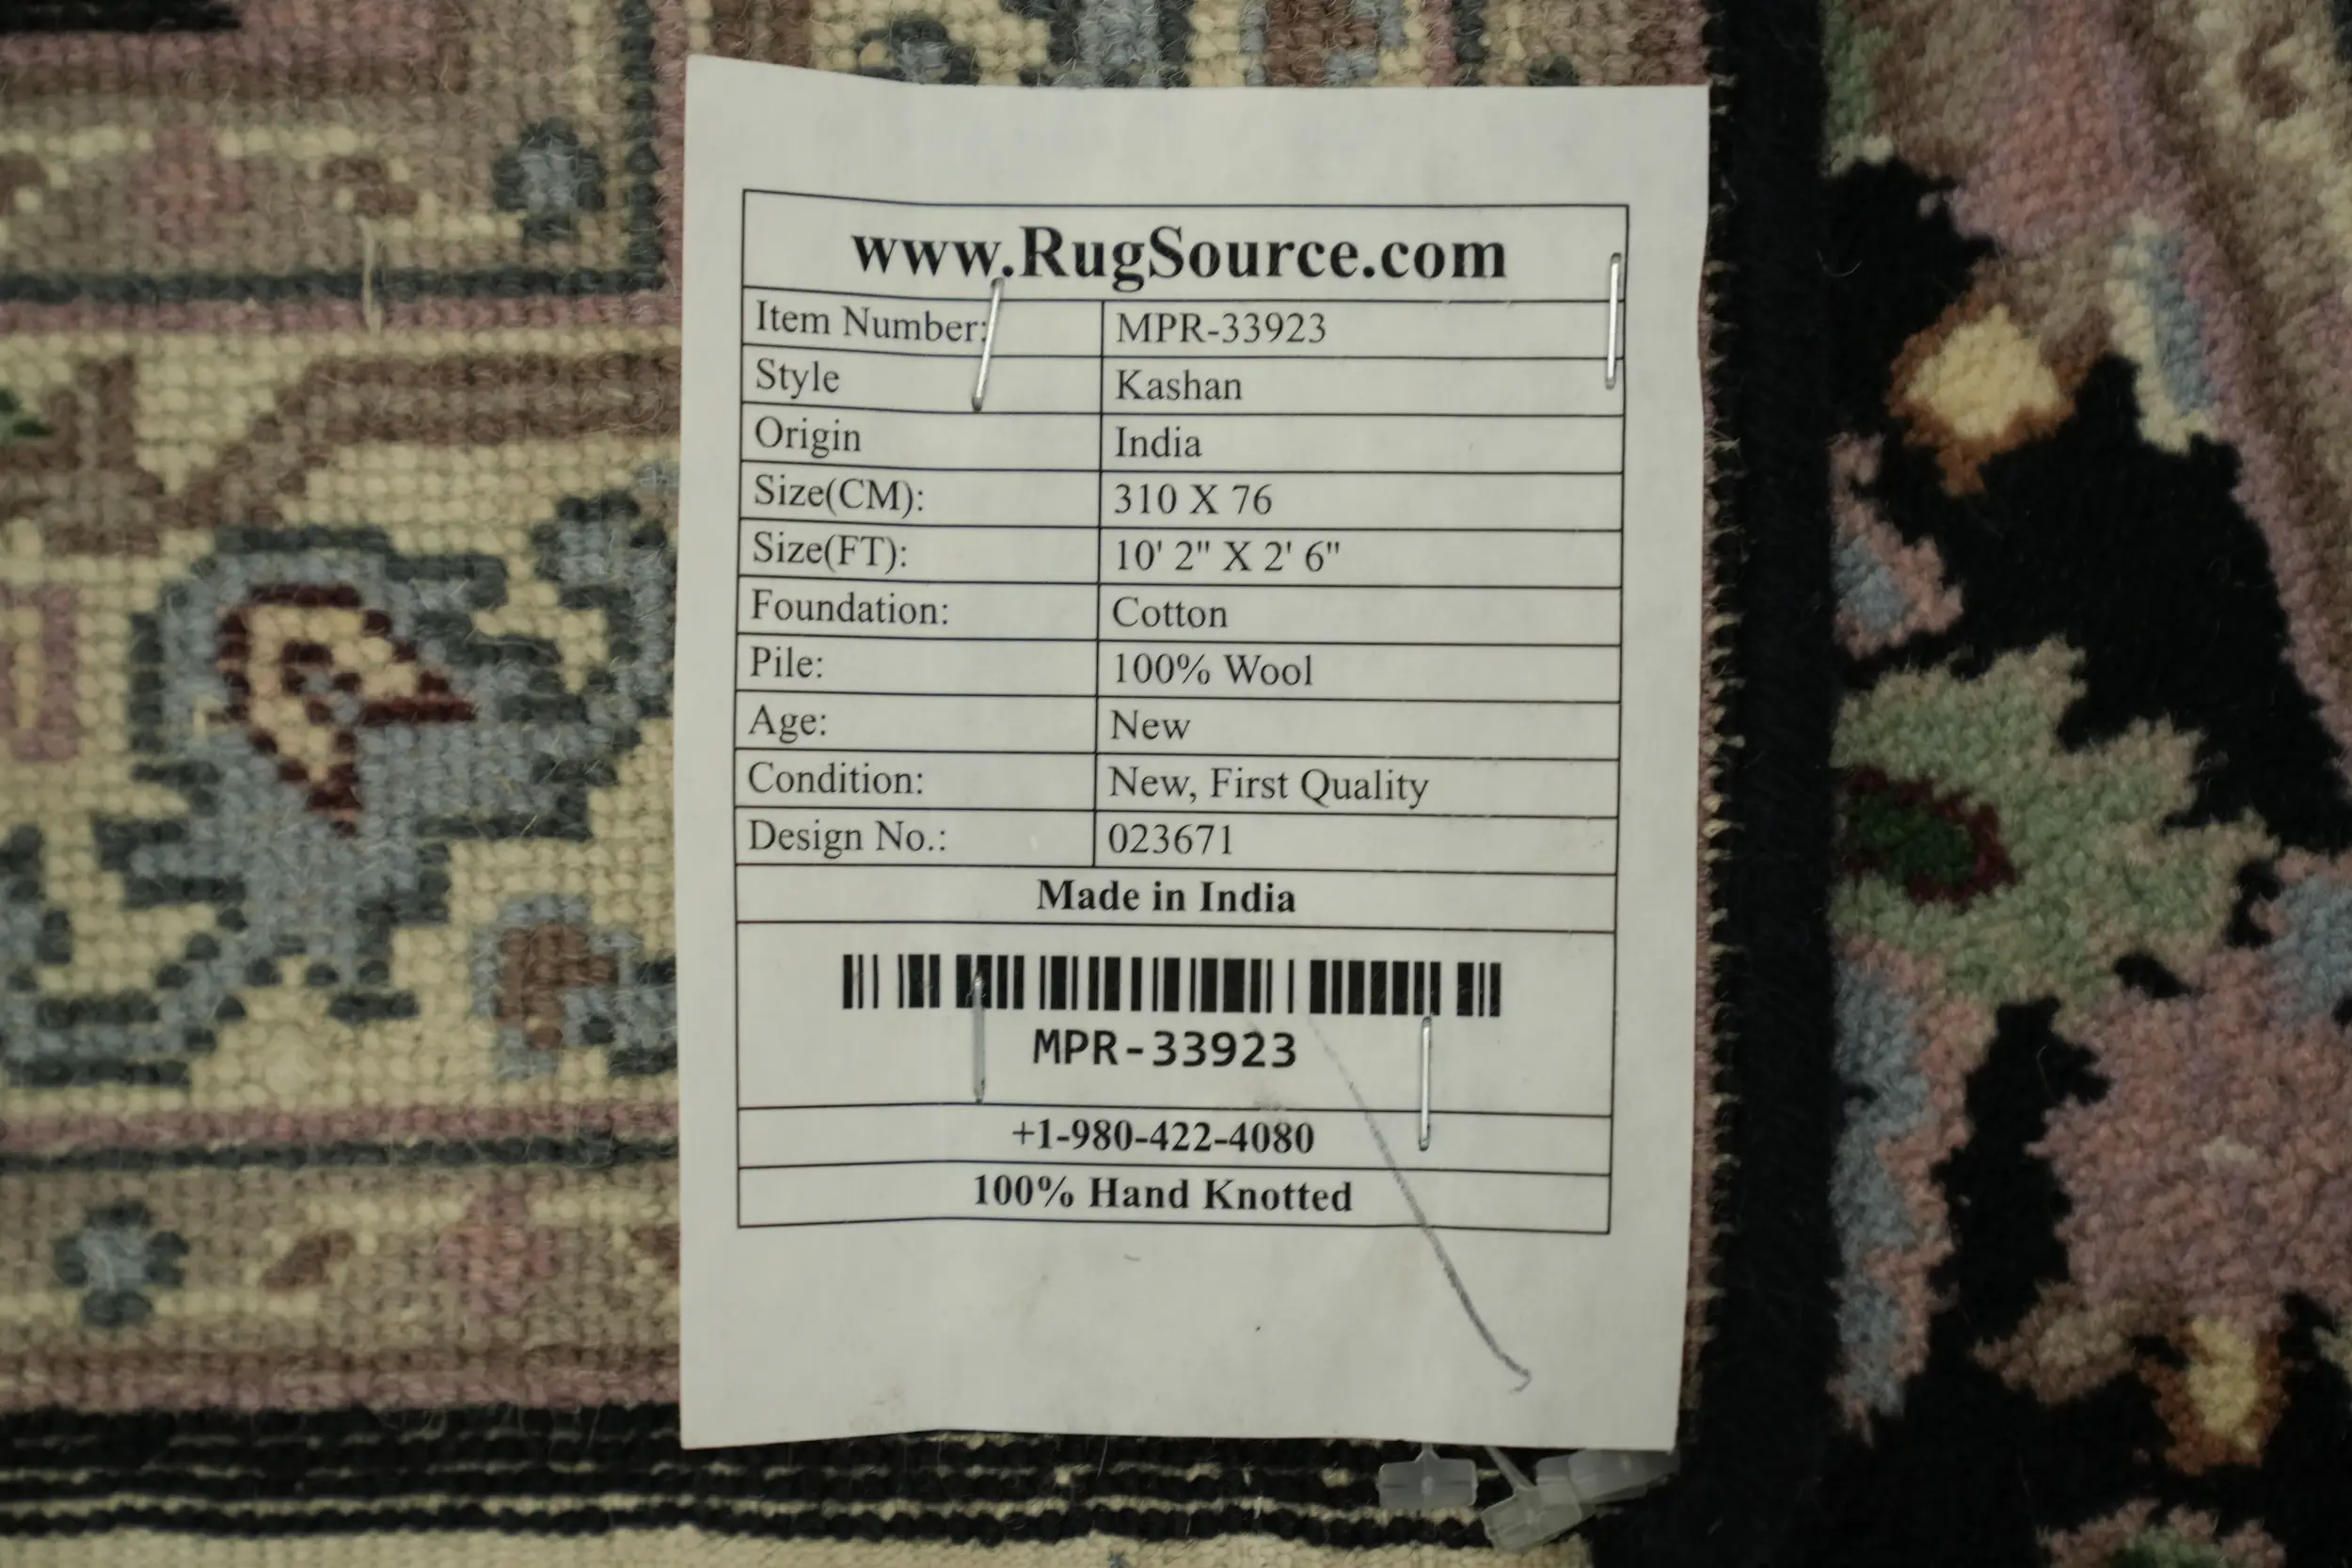 www.RugSource.com
Item Number: MPR-33923
Style Kashan
Origin India
Size(CM): 310 X 76
Size(FT): 10' 2" X 2' 6"
Foundation: Cotton
Pile: 100% Wool
Age: New
Condition: New, First Quality
Design No.: 023671
Made in India
MPR-33923
+1-980-422-4080
100% Hand Knotted